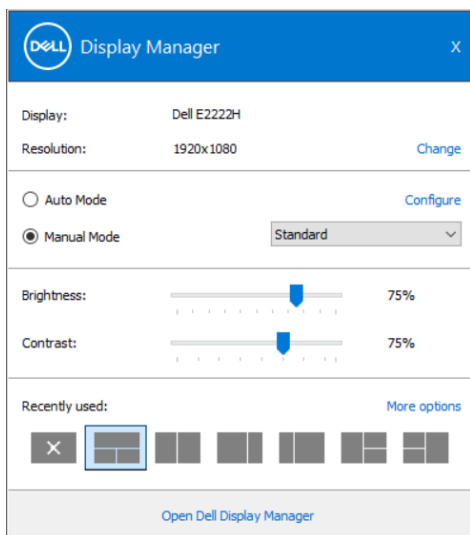 DELL Display Manager X
Display: Dell E2222H
Resolution: 1920x1080 Change
Auto Mode Configure
Manual Mode Standard
Brightness: 75%
Contrast: 75%
Recently used: More options
Open Dell Display Manager